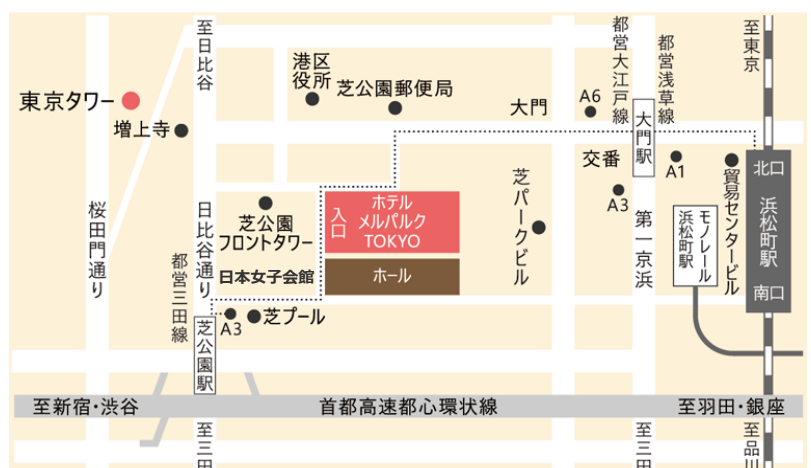 至日比谷
都営大江戸線
都営浅草線
至東京
港区
役所
芝公園郵便局
東京タワー
増上寺
大門
A6
大門駅
交番
A1
A3
北口
浜松町駅
南口
貿易センタービル
モノレール
浜松町駅
第一京浜
芝パークビル
入口
ホテル
メルパルク
TOKYO
ホール
芝公園
フロントタワー
日本女子会館
桜田門通り
日比谷通り
都営三田線
A3
芝プール
芝公園駅
至新宿・渋谷
首都高速都心環状線
至羽田・銀座
至三田
至三田
至品川